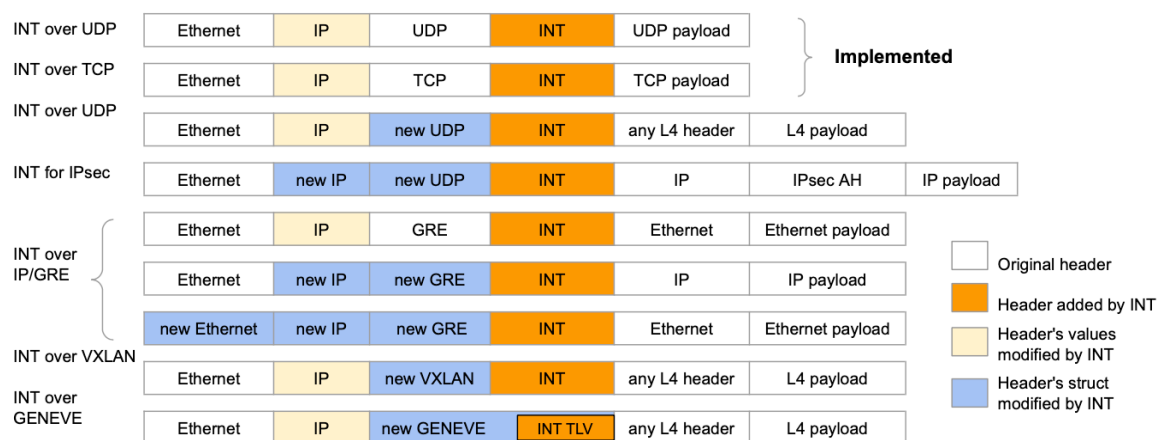 INT over UDP Ethernet IP UDP INT UDP payload
INT over TCP Ethernet IP TCP INT TCP payload
Implemented
INT over UDP Ethernet IP new UDP INT any L4 header L4 payload
INT for IPsec Ethernet new IP new UDP INT IP IPsec AH IP payload
INT over
IP/GRE
Ethernet IP GRE INT Ethernet Ethernet payload
Ethernet new IP new GRE INT IP IP payload
new Ethernet new IP new GRE INT Ethernet Ethernet payload
INT over VXLAN Ethernet IP new VXLAN INT any L4 header L4 payload
INT over
GENEVE
Ethernet IP new GENEVE INT TLV any L4 header L4 payload
Original header
Header added by INT
Header's values
modified by INT
Header's struct
modified by INT